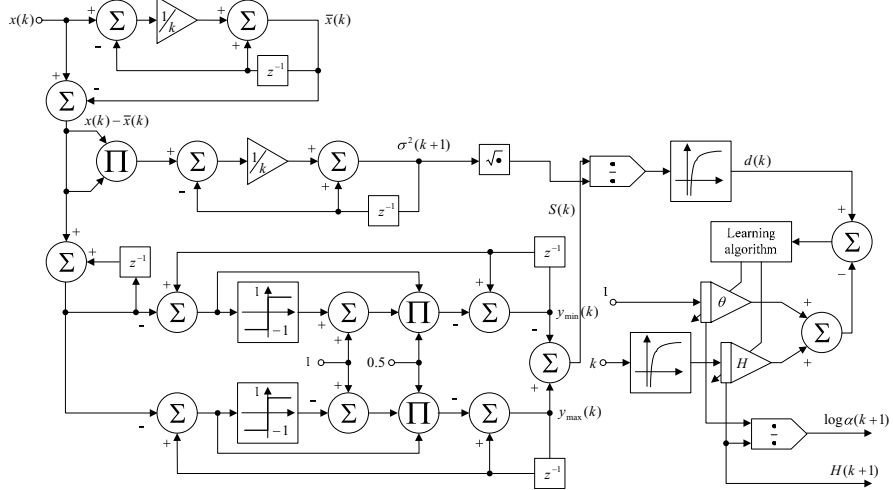 x(k)
+
Σ
-
1/k
+
Σ
+
x̅(k)
z⁻¹
+
-
Σ
x(k) − x̅(k)
Π
+
Σ
-
1/k
+
Σ
+
σ²(k+1)
√•
z⁻¹
S(k)
÷
d(k)
+
Σ
−
Learning
algorithm
+
+
Σ
z⁻¹
z⁻¹
-
+
Σ
1
−1
+
Σ
+
Π
-
+
Σ
y_min(k)
-
1
0.5
Σ
+
k
1
θ
H
+
Σ
+
-
Σ
+
1
−1
-
+
Σ
Π
-
Σ
+
y_max(k)
z⁻¹
÷
log α(k+1)
H(k+1)